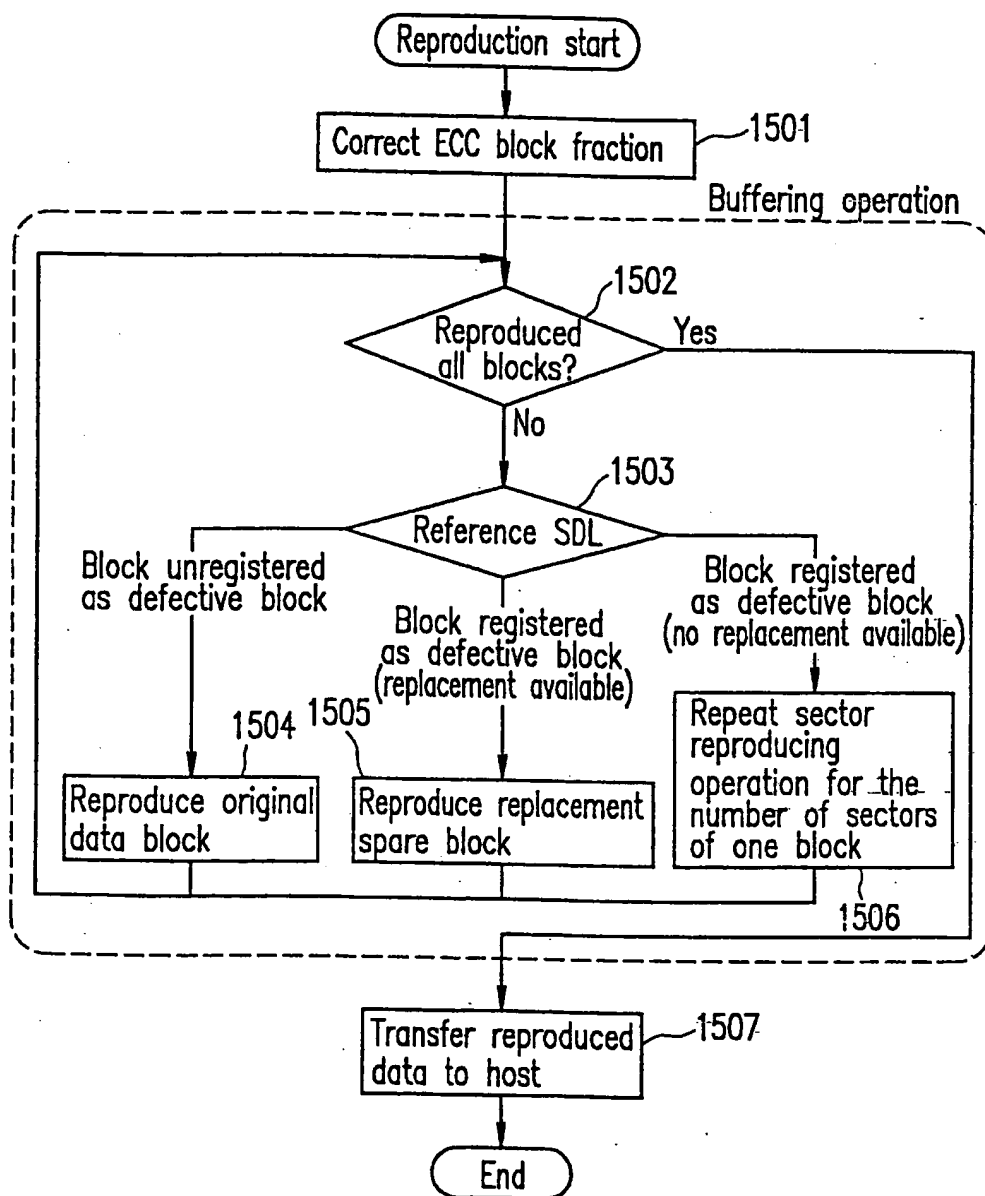 Reproduction start
1501
Correct ECC block fraction
Buffering operation
1502
Reproduced
all blocks?
Yes
No
1503
Reference SDL
Block unregistered
as defective block
Block registered
as defective block
(replacement available)
Block registered
as defective block
(no replacement available)
1504
Reproduce original
data block
1505
Reproduce replacement
spare block
Repeat sector
reproducing
operation for the
number of sectors
of one block
1506
Transfer reproduced
data to host
1507
End